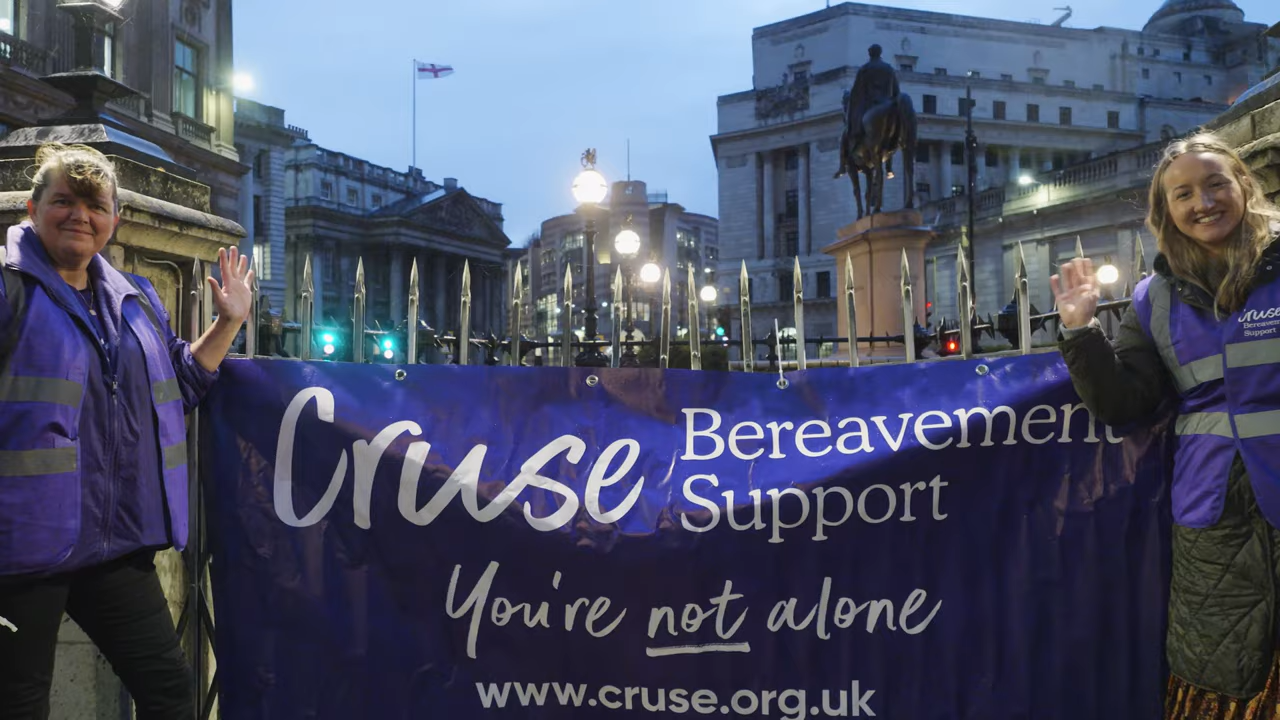 Cruse Bereavement
Support
You're not alone
www.cruse.org.uk
Cruse
Bereavement
Support